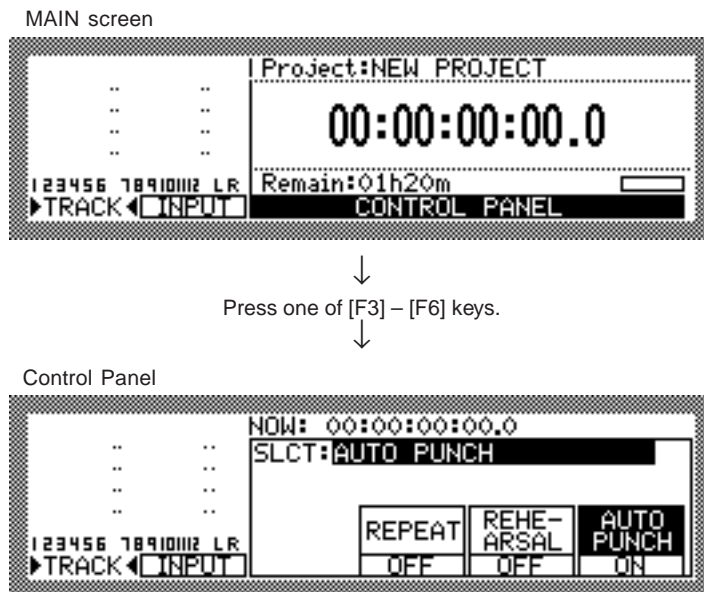 MAIN screen
Project:NEW PROJECT
00:00:00:00.0
123456 789101112 LR
Remain:01h20m
▶TRACK◀ INPUT
CONTROL PANEL
↓
Press one of [F3] – [F6] keys.
↓
Control Panel
NOW: 00:00:00:00.0
SLCT:AUTO PUNCH
REPEAT
REHE-
ARSAL
AUTO
PUNCH
123456 789101112 LR
▶TRACK◀ INPUT
OFF
OFF
ON